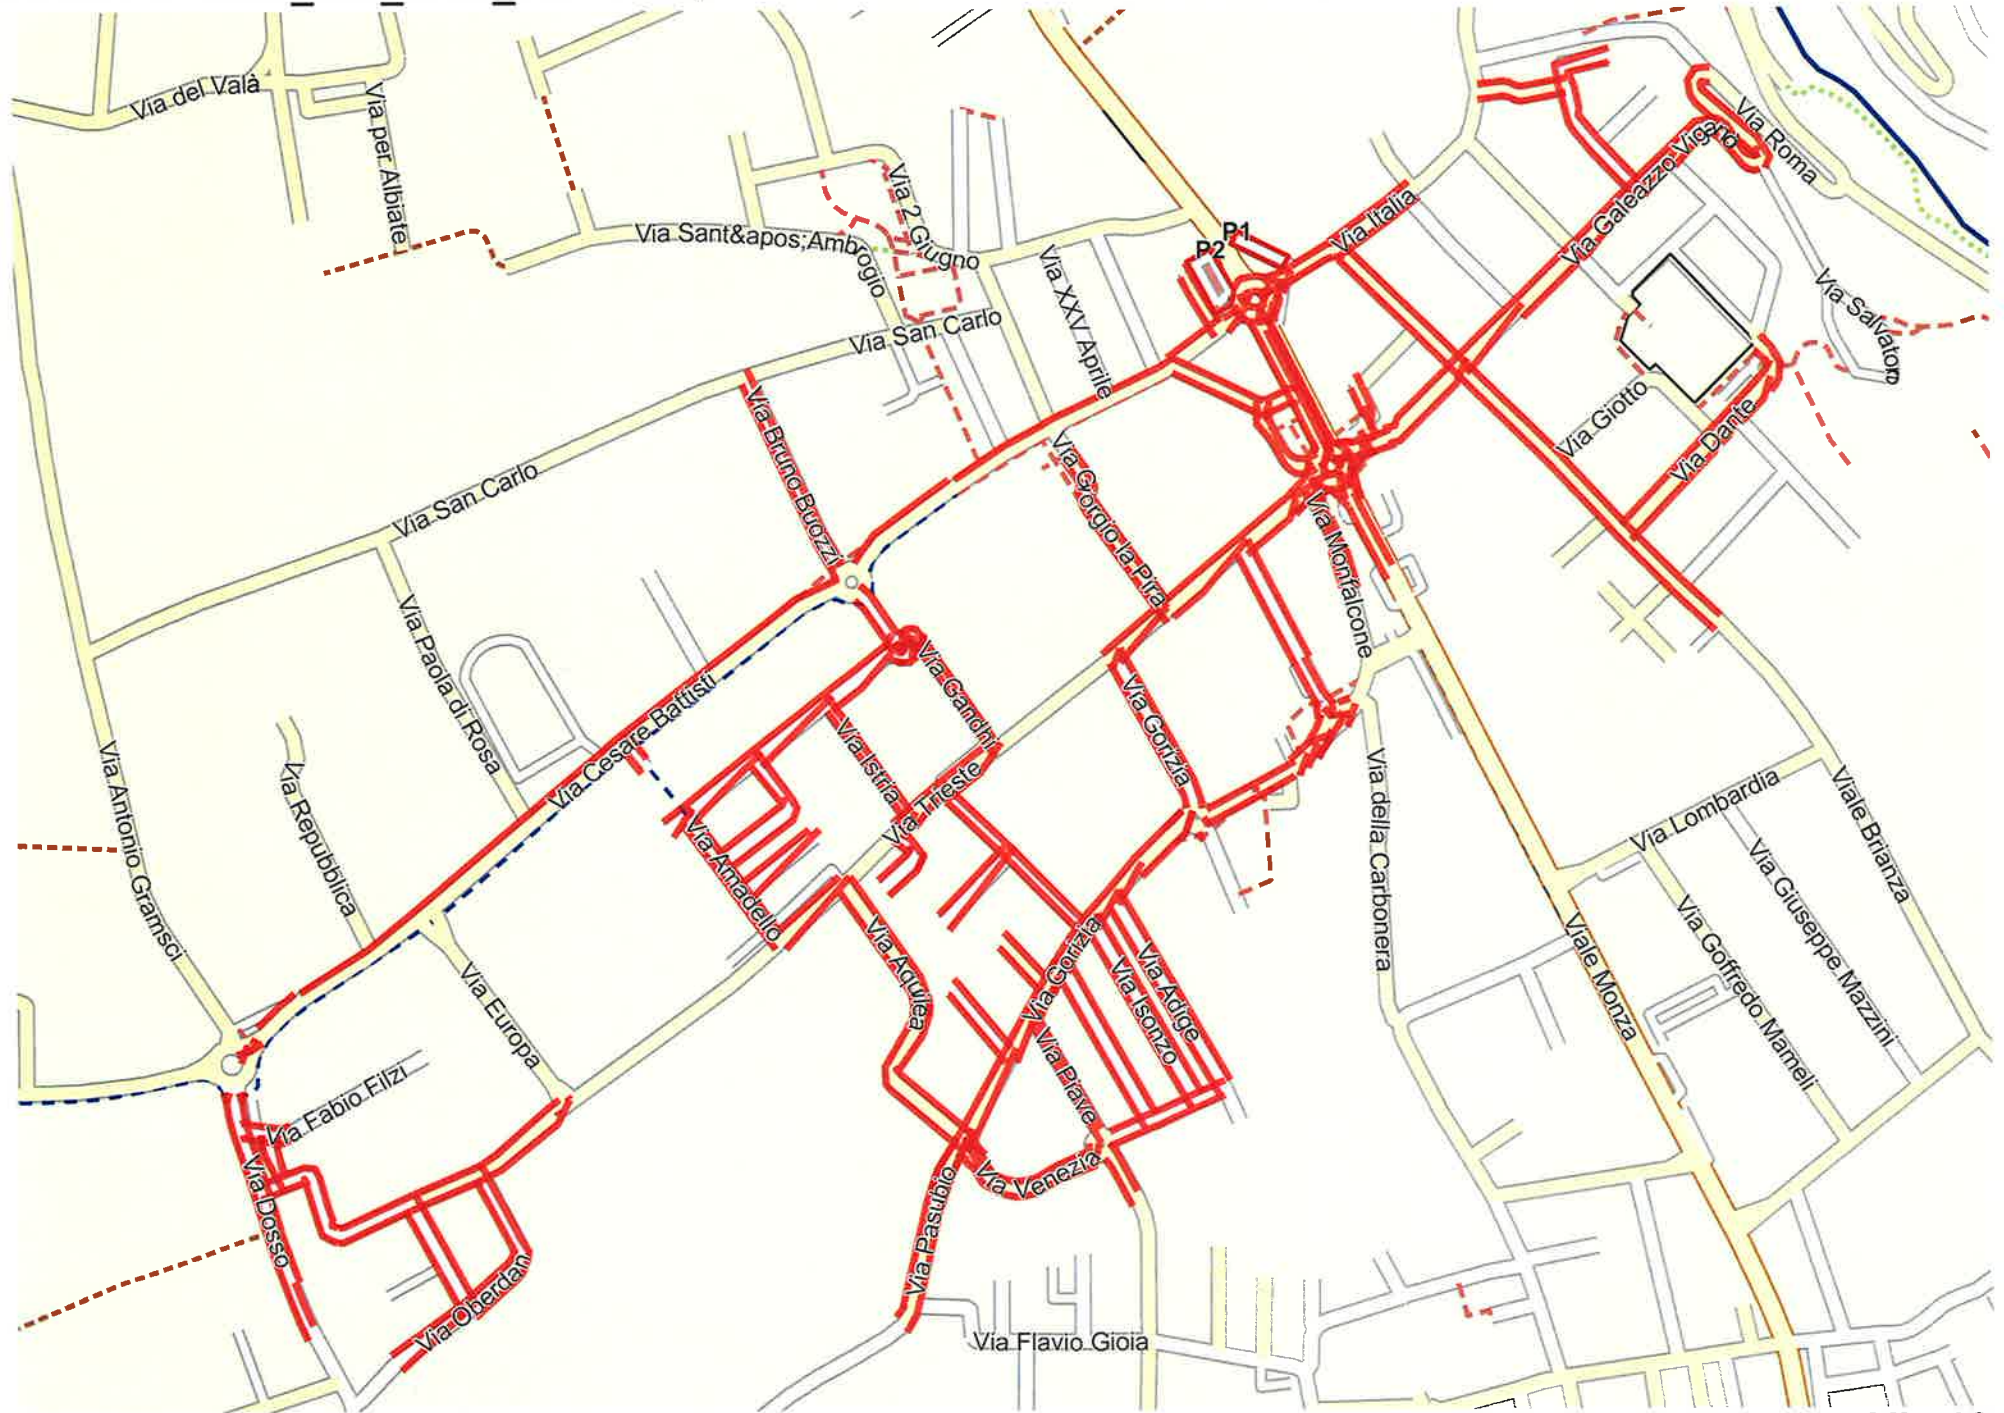 Via del Valà
Via per Albiate
Via Sant&apos;Ambrogio
Via 2 Giugno
Via San Carlo
Via XXV Aprile
P1
P2
Via Italia
Via Galeazzo Viganò
Via Roma
Via Salvatore
Via Giotto
Via Dante
Via San Carlo
Via Bruno Buozzi
Via Giorgio la Pira
Via Monfalcone
Via Paola di Rosa
Via Cesare Battisti
Via Gandhi
Via Gorizia
Via Istria
Via Trieste
Via Antonio Gramsci
Via Repubblica
Via Amadello
Via della Carbonera
Via Lombardia
Viale Brianza
Via Giuseppe Mazzini
Via Goffredo Mameli
Viale Monza
Via Aquilea
Via Gorizia
Via Adige
Via Isonzo
Via Europa
Via Piave
Via Fabio Filzi
Via Dosso
Via Venezia
Via Pasubio
Via Oberdan
Via Flavio Gioia